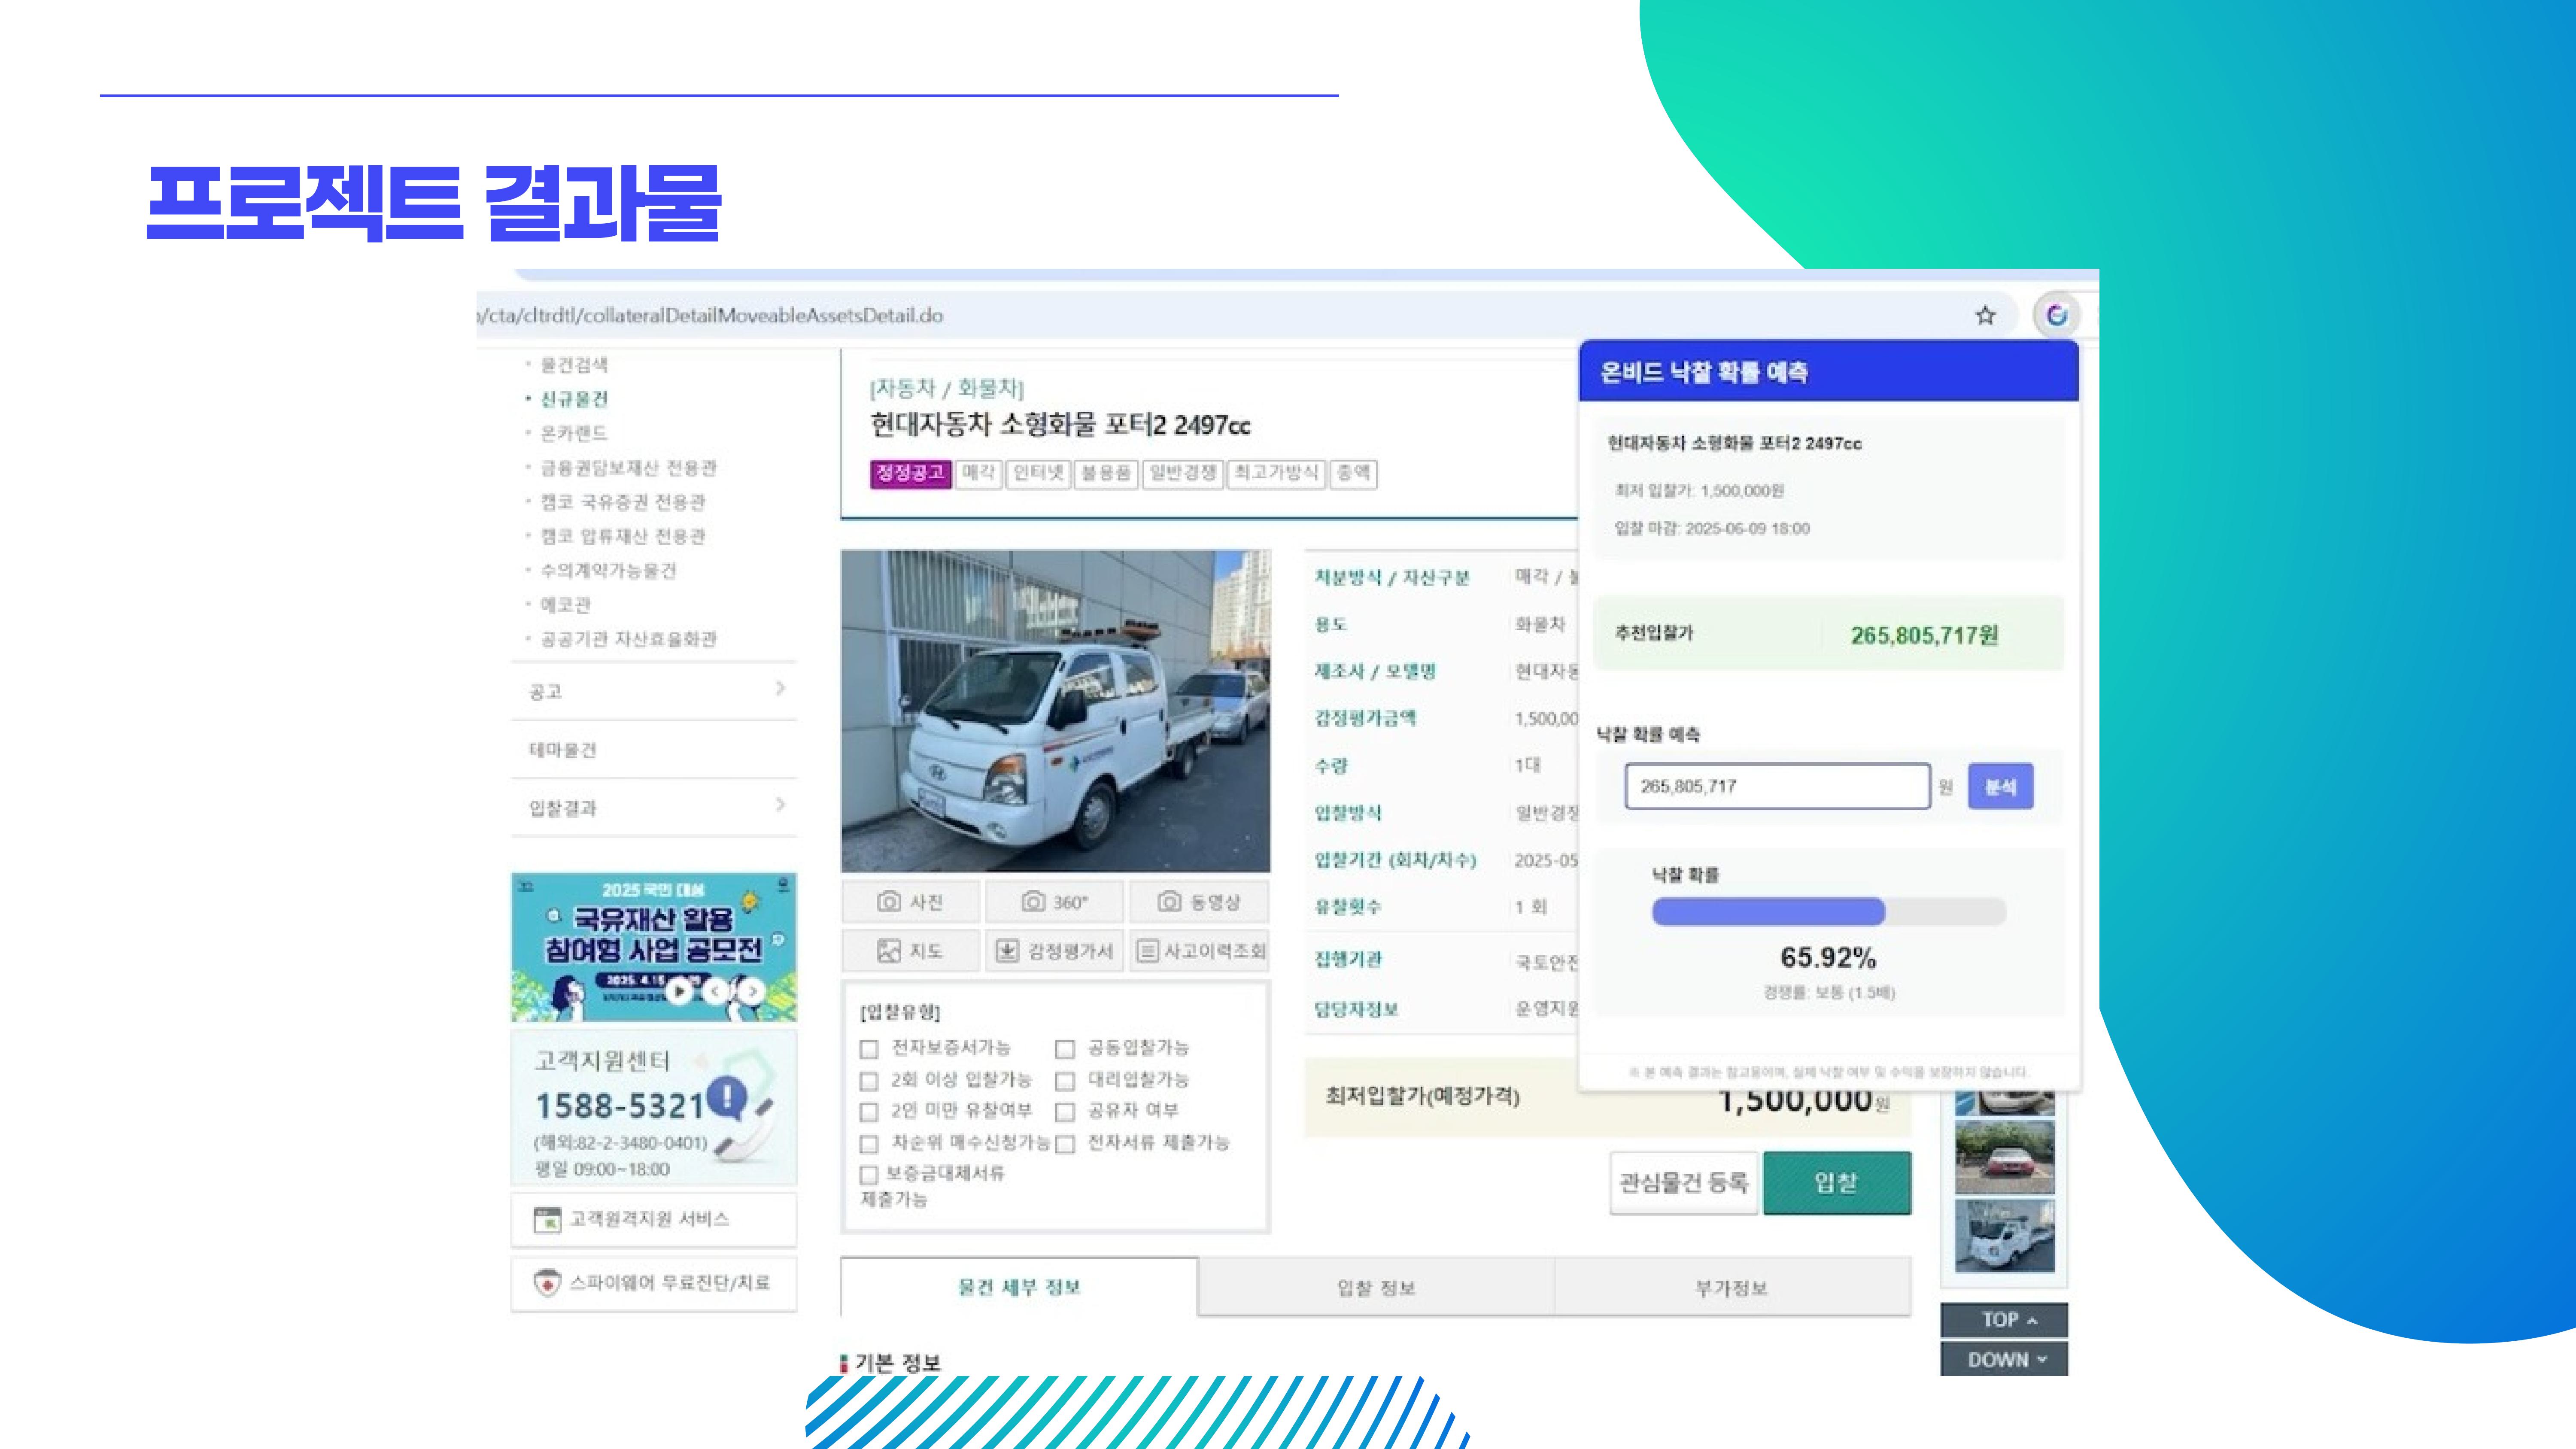 프로젝트 결과물
/cta/cltrdtl/collateralDetailMoveableAssetsDetail.do
물건검색
신규물건
온카랜드
금융권담보재산 전용관
캠코 국유증권 전용관
캠코 압류재산 전용관
수의계약가능물건
에코관
공공기관 자산효율화관
공고
테마물건
입찰결과
2025 국민 대상
국유재산 활용
참여형 사업 공모전
2025. 4.15
고객지원센터
1588-5321
(해외:82-2-3480-0401)
평일 09:00~18:00
고객원격지원 서비스
스파이웨어 무료진단/치료
[자동차 / 화물차]
현대자동차 소형화물 포터2 2497cc
정정공고 매각 인터넷 불용품 일반경쟁 최고가방식 총액
사진 360° 동영상
지도 감정평가서 사고이력조회
[입찰유형]
전자보증서가능 공동입찰가능
2회 이상 입찰가능 대리입찰가능
2인 미만 유찰여부 공유자 여부
차순위 매수신청가능 전자서류 제출가능
보증금대체서류
제출가능
처분방식 / 자산구분 매각 /
용도 화물차
제조사 / 모델명 현대자동
감정평가금액 1,500,00
수량 1대
입찰방식 일반경쟁
입찰기간 (회차/차수) 2025-05
유찰횟수 1 회
집행기관 국토안전
담당자정보 운영지원
최저입찰가(예정가격) 1,500,000원
관심물건 등록 입찰
물건 세부 정보 입찰 정보 부가정보
기본 정보
온비드 낙찰 확률 예측
현대자동차 소형화물 포터2 2497cc
최저 입찰가: 1,500,000원
입찰 마감: 2025-06-09 18:00
추천입찰가 265,805,717원
낙찰 확률 예측
265,805,717 원 분석
낙찰 확률
65.92%
경쟁률: 보통 (1.5배)
※ 본 예측 결과는 참고용이며, 실제 낙찰 여부 및 수익을 보장하지 않습니다.
TOP
DOWN